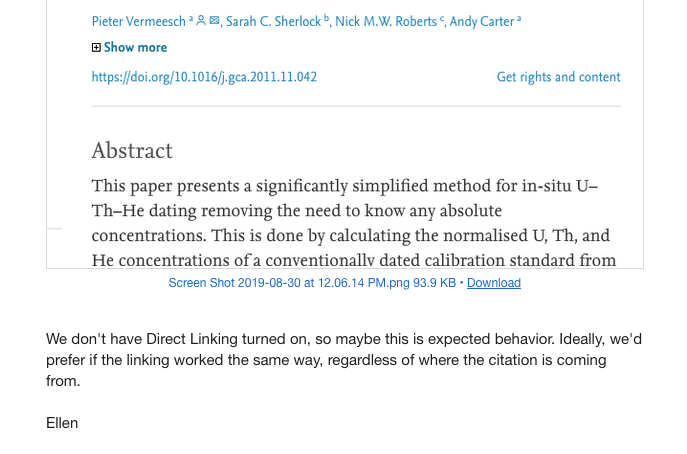 Pieter Vermeesch a, Sarah C. Sherlock b, Nick M.W. Roberts c, Andy Carter a
Show more
https://doi.org/10.1016/j.gca.2011.11.042 Get rights and content
Abstract
This paper presents a significantly simplified method for in-situ U–
Th–He dating removing the need to know any absolute
concentrations. This is done by calculating the normalised U, Th, and
He concentrations of a conventionally dated calibration standard from
Screen Shot 2019-08-30 at 12.06.14 PM.png 93.9 KB • Download
We don't have Direct Linking turned on, so maybe this is expected behavior. Ideally, we'd
prefer if the linking worked the same way, regardless of where the citation is coming
from.
Ellen